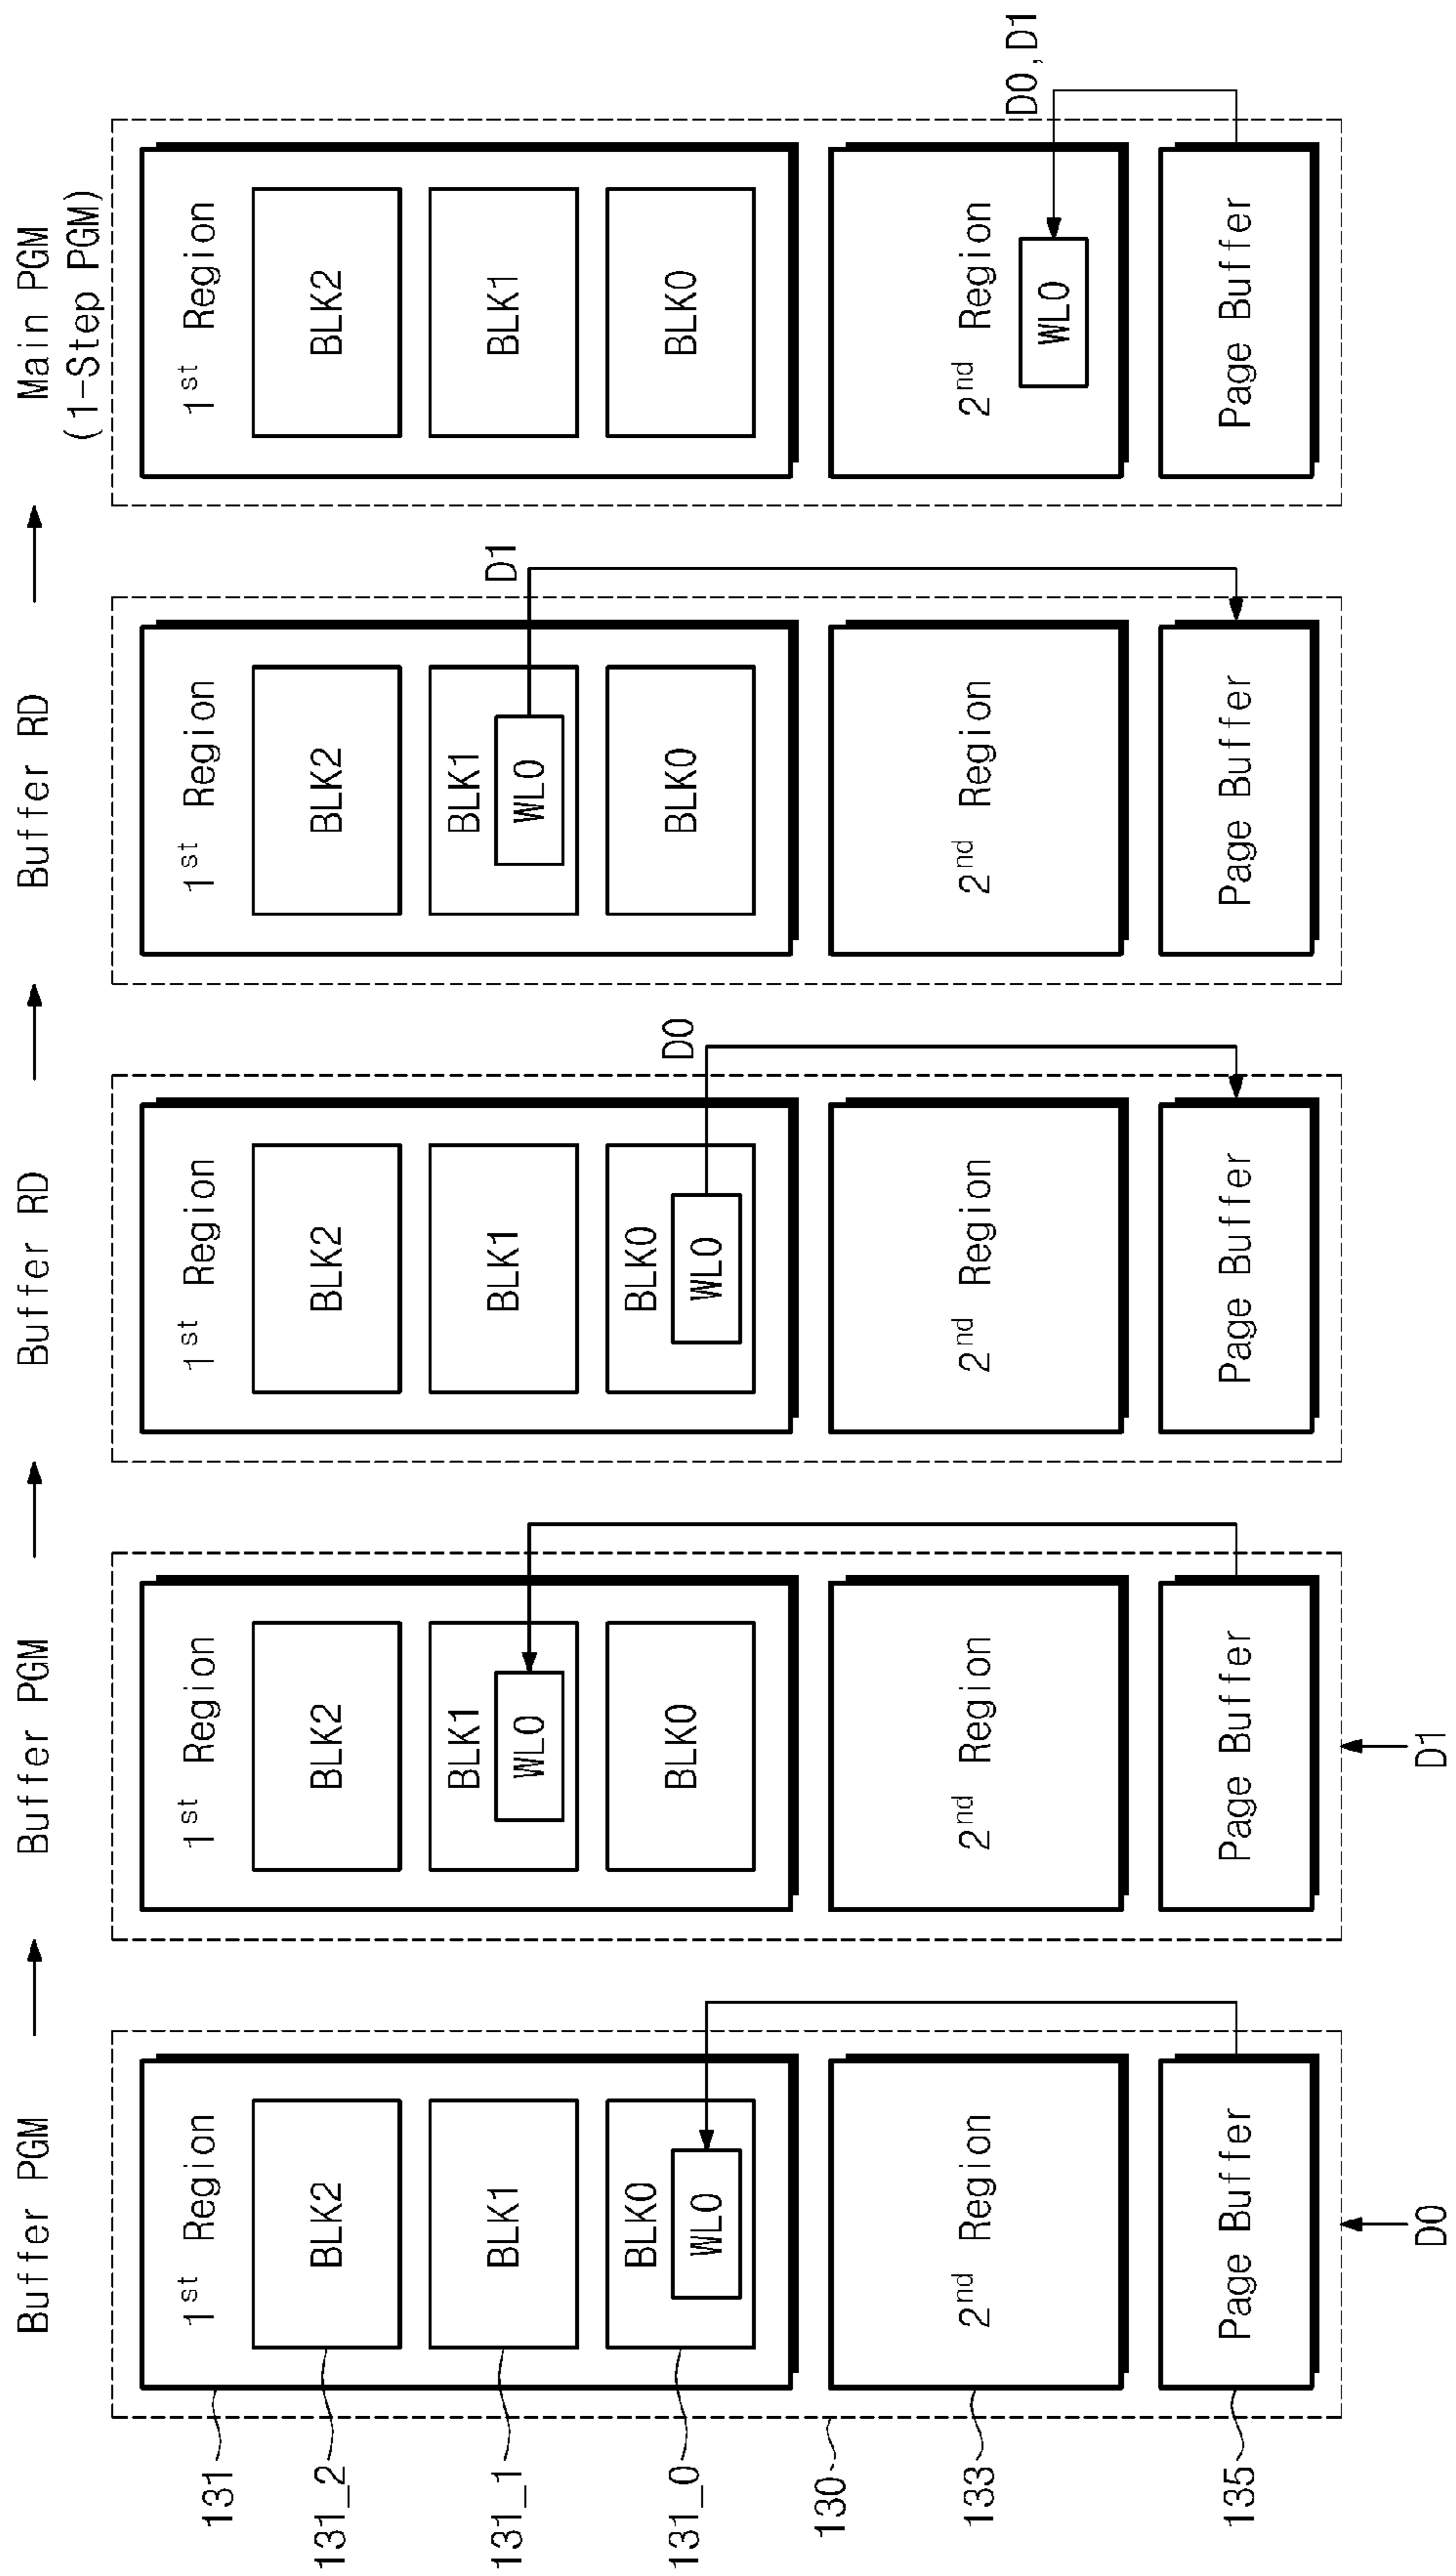 Buffer PGM
Buffer PGM
Buffer RD
Buffer RD
Main PGM
(1-Step PGM)
131
131_2
131_1
131_0
130
133
135
1st Region
BLK2
BLK1
BLK0
WL0
2nd Region
Page Buffer
D0
1st Region
BLK2
BLK1
WL0
BLK0
2nd Region
Page Buffer
D1
1st Region
BLK2
BLK1
BLK0
WL0
D0
2nd Region
Page Buffer
1st Region
BLK2
BLK1
WL0
D1
BLK0
2nd Region
Page Buffer
1st Region
BLK2
BLK1
BLK0
2nd Region
WL0
D0,D1
Page Buffer